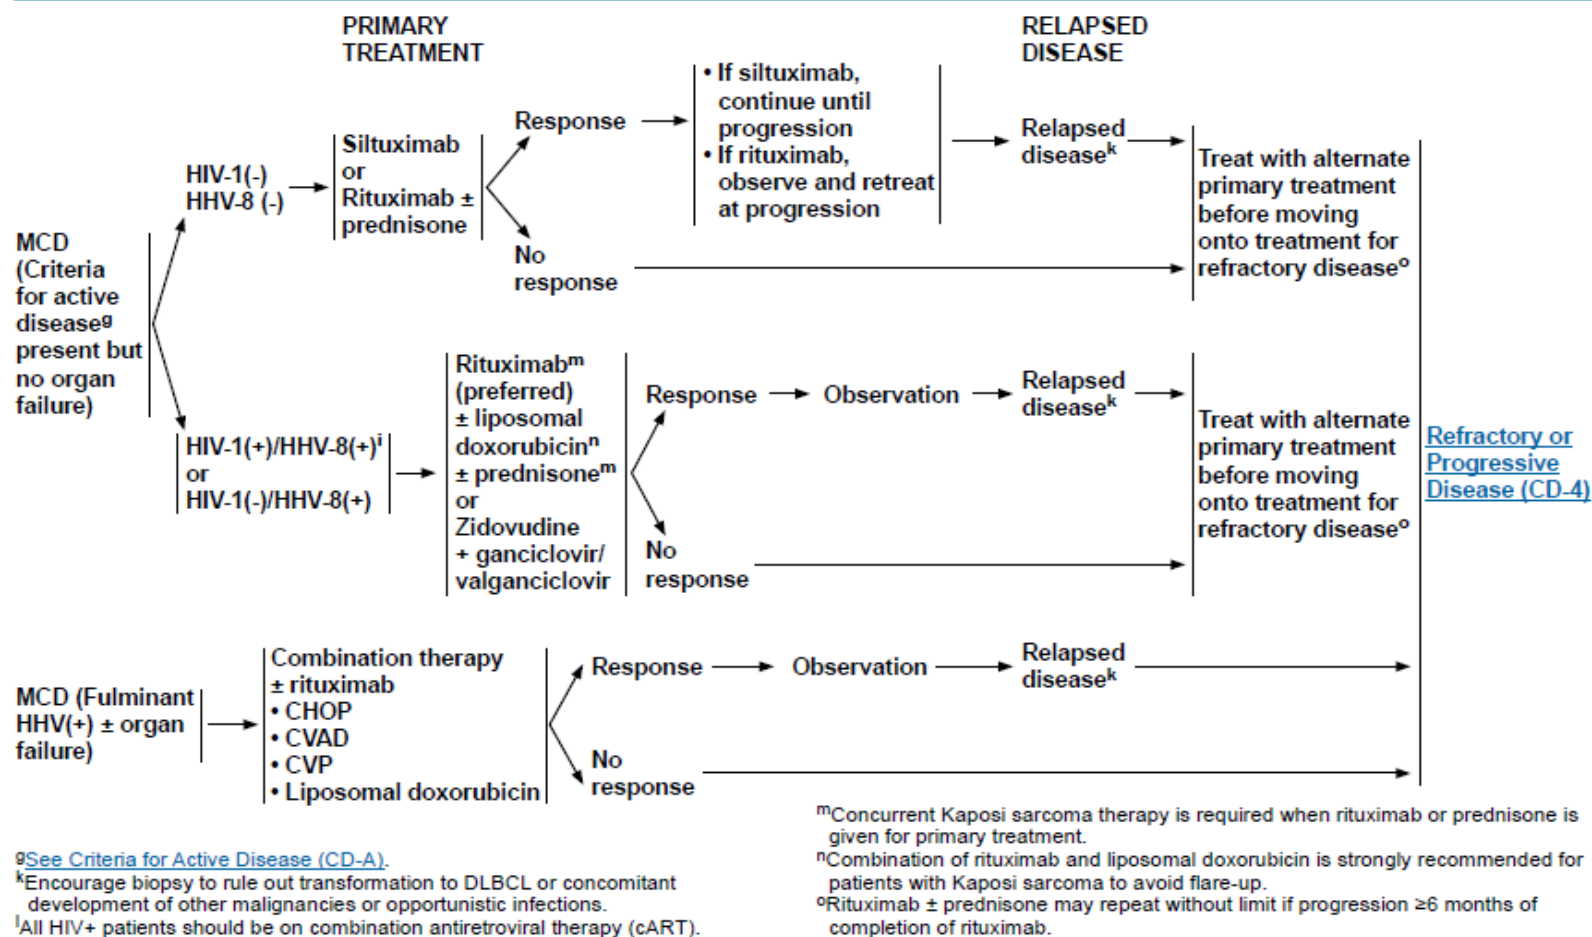 PRIMARY
TREATMENT
RELAPSED
DISEASE
MCD
(Criteria
for active
diseaseg
present but
no organ
failure)
HIV-1(-)
HHV-8 (-)
Siltuximab
or
Rituximab ±
prednisone
Response
• If siltuximab,
continue until
progression
• If rituximab,
observe and retreat
at progression
Relapsed
diseasek
No
response
Treat with alternate
primary treatment
before moving
onto treatment for
refractory diseaseo
HIV-1(+)/HHV-8(+)i
or
HIV-1(-)/HHV-8(+)
Rituximabm
(preferred)
± liposomal
doxorubicinn
± prednisonem
or
Zidovudine
+ ganciclovir/
valganciclovir
Response
Observation
Relapsed
diseasek
No
response
Treat with alternate
primary treatment
before moving
onto treatment for
refractory diseaseo
Refractory or
Progressive
Disease (CD-4)
MCD (Fulminant
HHV(+) ± organ
failure)
Combination therapy
± rituximab
• CHOP
• CVAD
• CVP
• Liposomal doxorubicin
Response
Observation
Relapsed
diseasek
No
response
gSee Criteria for Active Disease (CD-A).
kEncourage biopsy to rule out transformation to DLBCL or concomitant
development of other malignancies or opportunistic infections.
lAll HIV+ patients should be on combination antiretroviral therapy (cART).
mConcurrent Kaposi sarcoma therapy is required when rituximab or prednisone is
given for primary treatment.
nCombination of rituximab and liposomal doxorubicin is strongly recommended for
patients with Kaposi sarcoma to avoid flare-up.
oRituximab ± prednisone may repeat without limit if progression ≥6 months of
completion of rituximab.